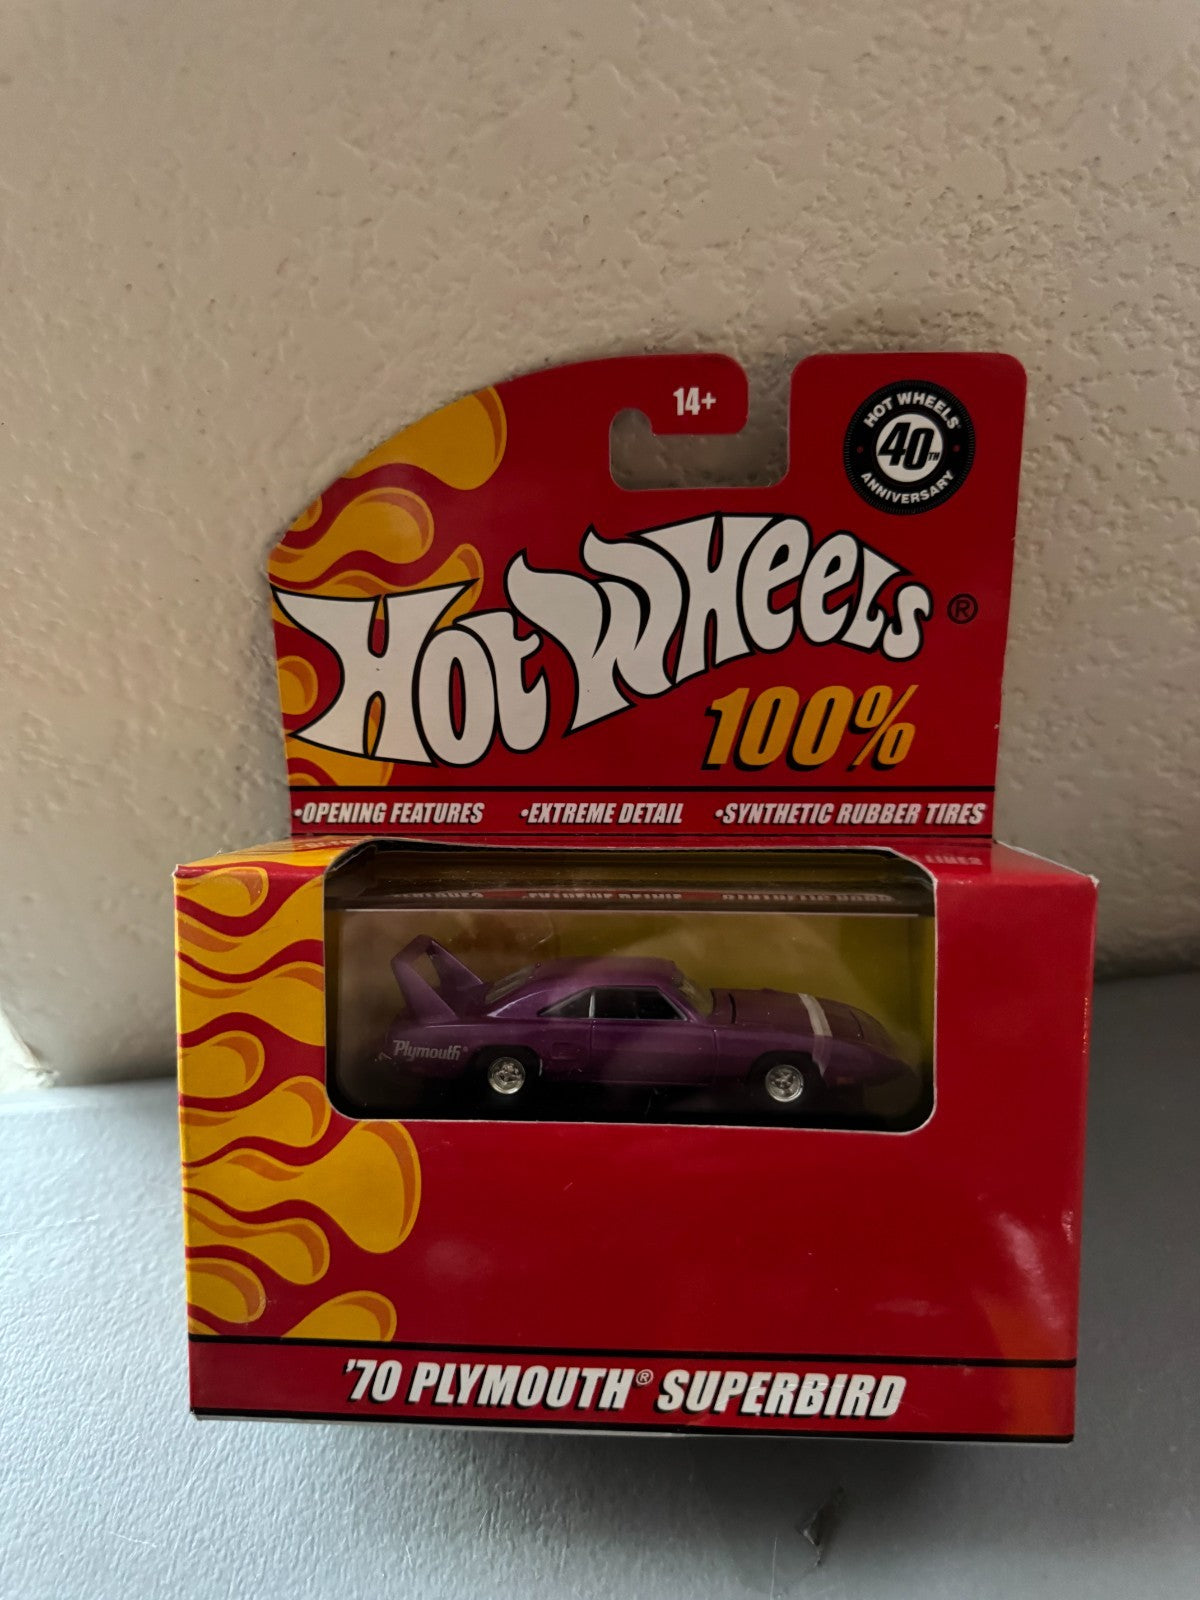 14+
HOT WHEELS
40TH
ANNIVERSARY
Hot Wheels®
100%
•OPENING FEATURES •EXTREME DETAIL •SYNTHETIC RUBBER TIRES
Plymouth
'70 PLYMOUTH® SUPERBIRD